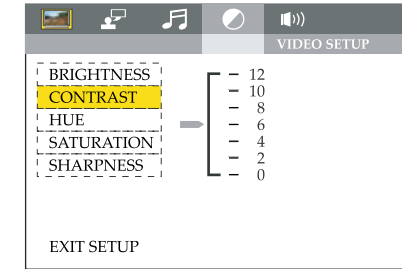 VIDEO SETUP
BRIGHTNESS
CONTRAST
HUE
SATURATION
SHARPNESS
12
10
8
6
4
2
0
EXIT SETUP